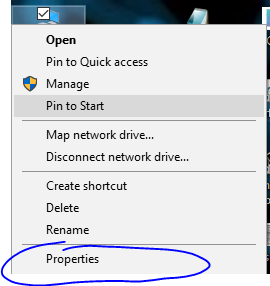 Open
Pin to Quick access
Manage
Pin to Start
Map network drive...
Disconnect network drive...
Create shortcut
Delete
Rename
Properties